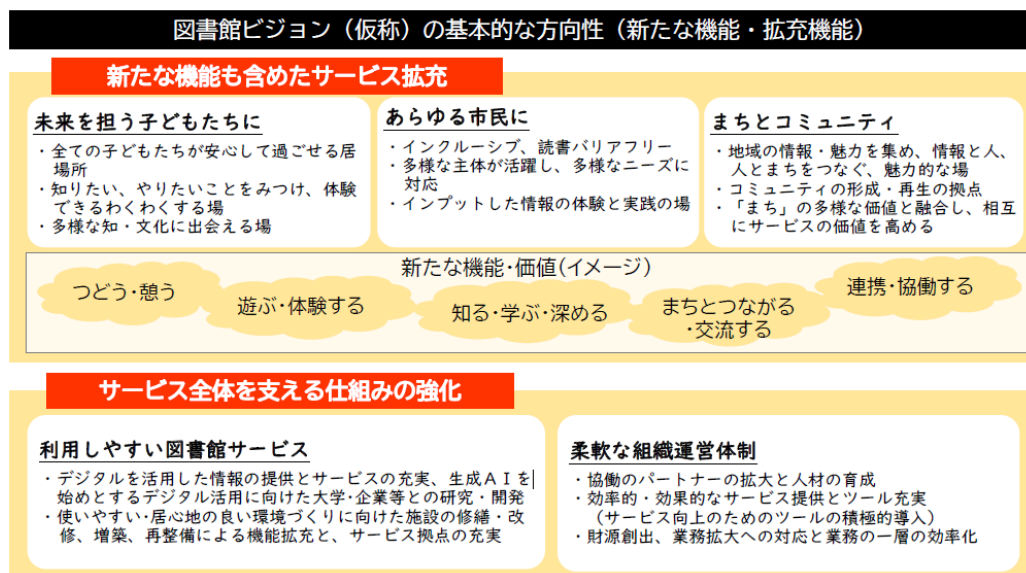 図書館ビジョン（仮称）の基本的な方向性（新たな機能・拡充機能）
新たな機能も含めたサービス拡充
未来を担う子どもたちに
・全ての子どもたちが安心して過ごせる居
場所
・知りたい、やりたいことをみつけ、体験
できるわくわくする場
・多様な知・文化に出会える場
あらゆる市民に
・インクルーシブ、読書バリアフリー
・多様な主体が活躍し、多様なニーズに
対応
・インプットした情報の体験と実践の場
まちとコミュニティ
・地域の情報・魅力を集め、情報と人、
人とまちをつなぐ、魅力的な場
・コミュニティの形成・再生の拠点
・「まち」の多様な価値と融合し、相互
にサービスの価値を高める
新たな機能・価値(イメージ)
つどう・憩う
遊ぶ・体験する
知る・学ぶ・深める
まちとつながる
・交流する
連携・協働する
サービス全体を支える仕組みの強化
利用しやすい図書館サービス
・デジタルを活用した情報の提供とサービスの充実、生成ＡＩを
始めとするデジタル活用に向けた大学・企業等との研究・開発
・使いやすい・居心地の良い環境づくりに向けた施設の修繕・改
修、増築、再整備による機能拡充と、サービス拠点の充実
柔軟な組織運営体制
・協働のパートナーの拡大と人材の育成
・効率的・効果的なサービス提供とツール充実
（サービス向上のためのツールの積極的導入）
・財源創出、業務拡大への対応と業務の一層の効率化